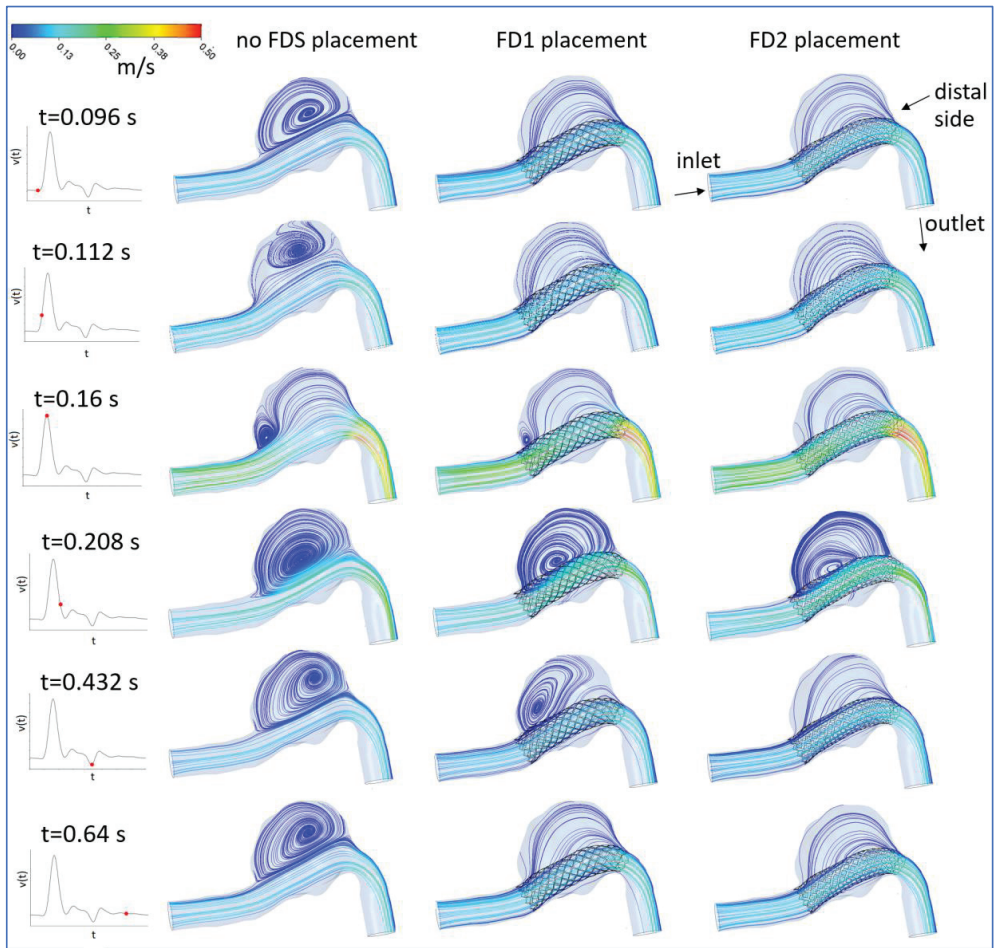 0.00 0.13 0.25 0.38 0.50
m/s
no FDS placement
FD1 placement
FD2 placement
t=0.096 s
v(t)
t
inlet
distal
side
outlet
t=0.112 s
v(t)
t
t=0.16 s
v(t)
t
t=0.208 s
v(t)
t
t=0.432 s
v(t)
t
t=0.64 s
v(t)
t